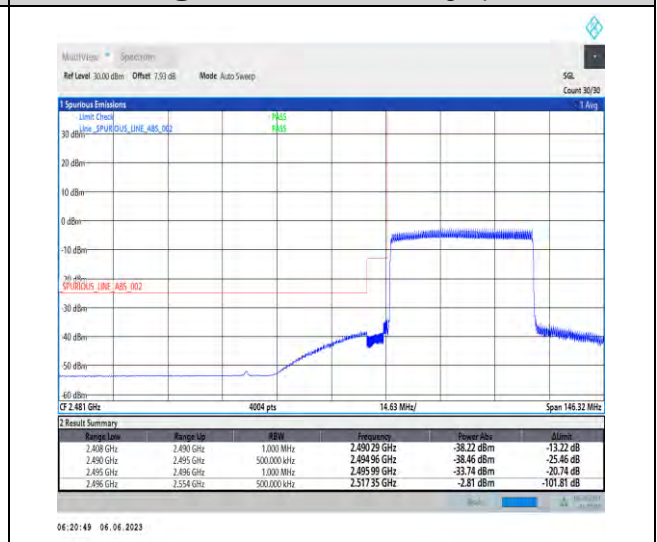 MultiView Spectrum
Ref Level 30.00 dBm Offset 7.93 dB Mode Auto Sweep SGL
Count 30/30
1 Spurious Emissions 1 Avg
Limit Check PASS
Line _SPURIOUS_LINE_ABS_002 PASS
30 dBm
20 dBm
10 dBm
0 dBm
-10 dBm
-20 dBm
SPURIOUS_LINE_ABS_002
-30 dBm
-40 dBm
-50 dBm
-60 dBm
CF 2.481 GHz 4004 pts 14.63 MHz/ Span 146.32 MHz
2 Result Summary
Range Low Range Up RBW Frequency Power Abs ΔLimit
2.408 GHz 2.490 GHz 1.000 MHz 2.490 29 GHz -38.22 dBm -13.22 dB
2.490 GHz 2.495 GHz 500.000 kHz 2.494 96 GHz -38.46 dBm -25.46 dB
2.495 GHz 2.496 GHz 1.000 MHz 2.495 99 GHz -33.74 dBm -20.74 dB
2.496 GHz 2.554 GHz 500.000 kHz 2.517 35 GHz -2.81 dBm -101.81 dB
06:20:49 06.06.2023